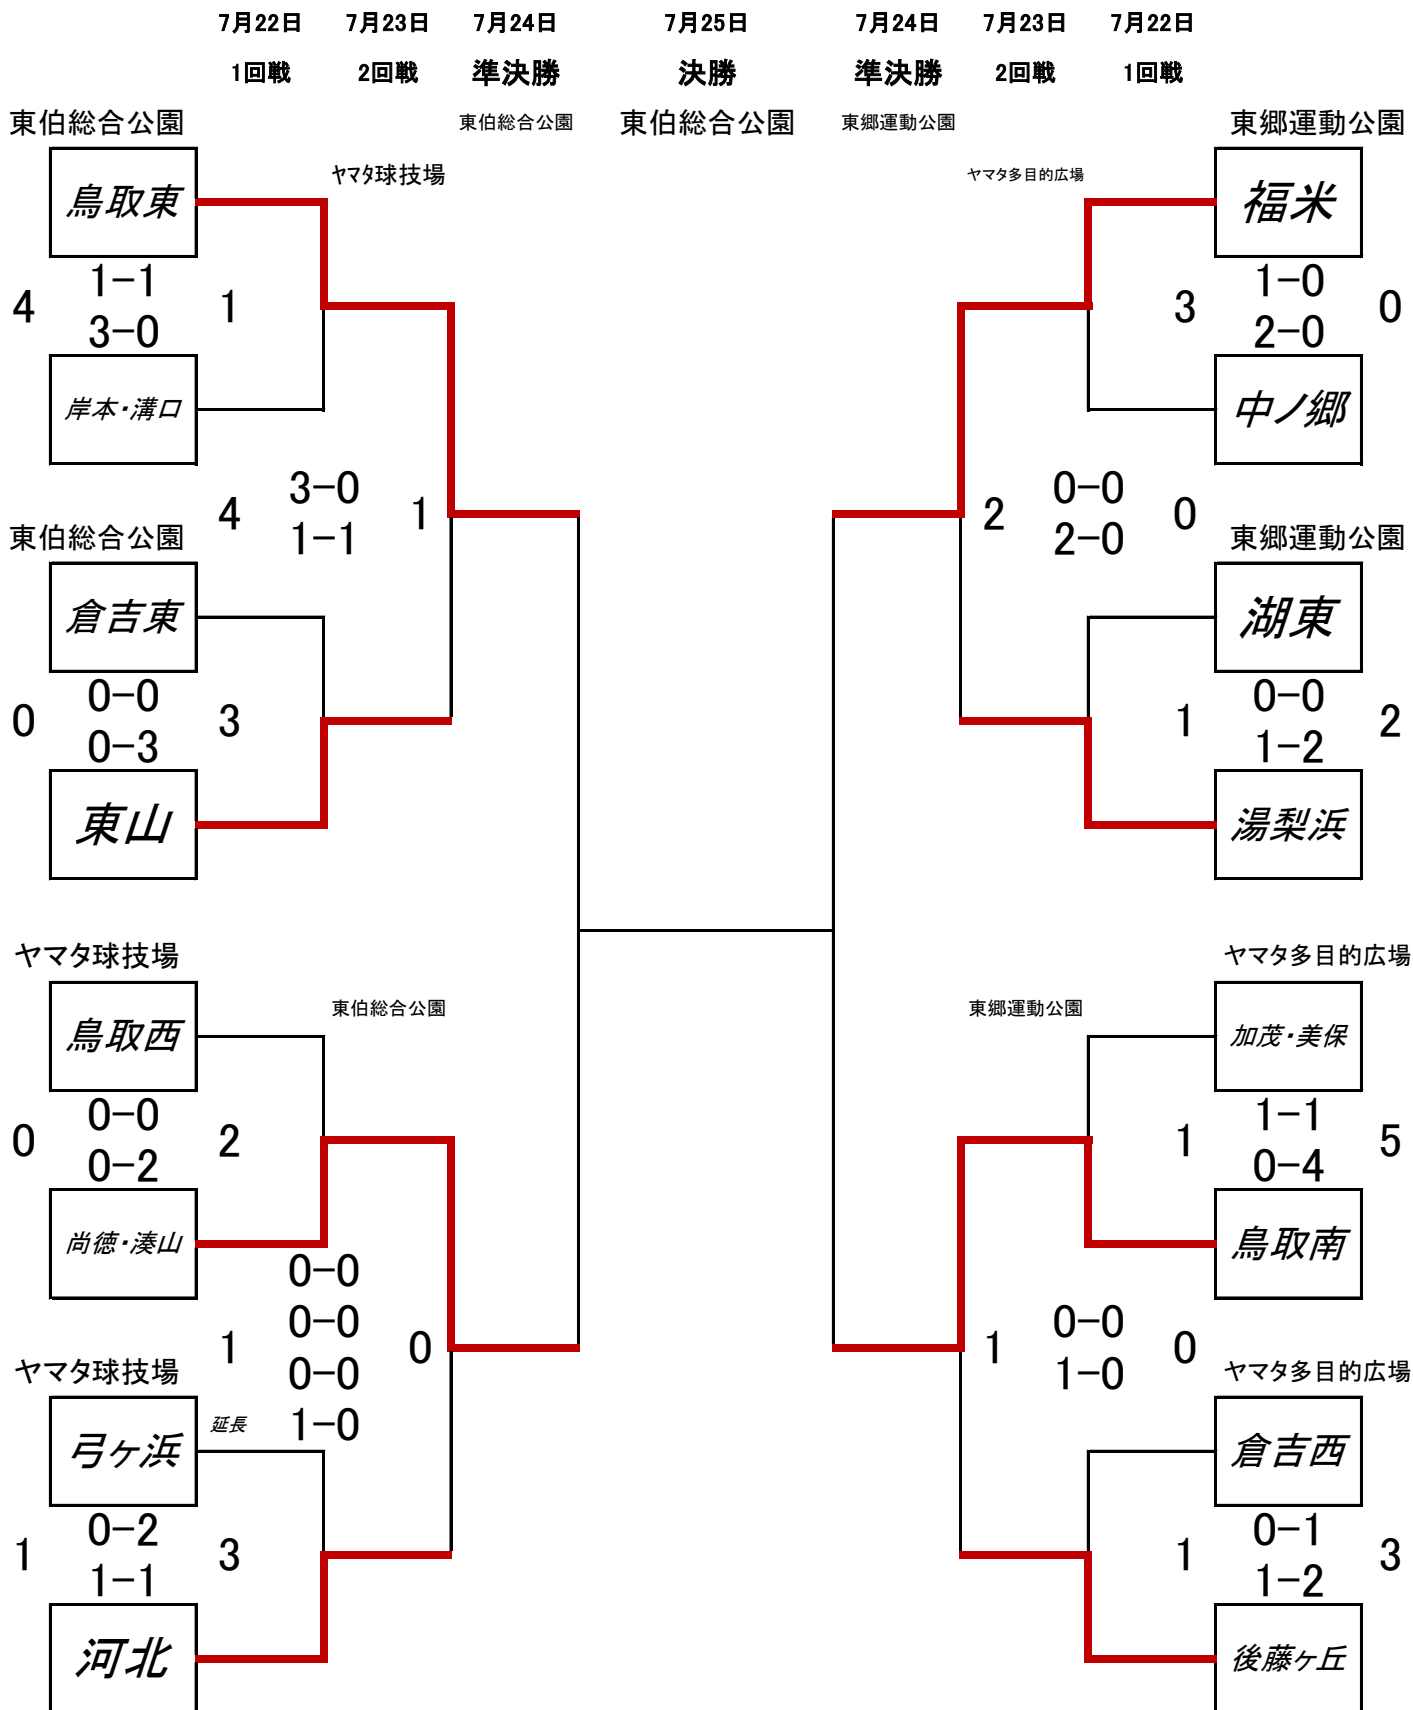 7月22日 7月23日 7月24日 7月25日 7月24日 7月23日 7月22日
1回戦 2回戦 準決勝 決勝 準決勝 2回戦 1回戦
東伯総合公園 東伯総合公園 東伯総合公園 東郷運動公園 東郷運動公園
ヤマタ球技場 ヤマタ多目的広場
鳥取東 福米
1-1 1-0
4 1 3 0
3-0 2-0
岸本・溝口 中ノ郷
3-0 0-0
4 1 2 0
1-1 2-0
東伯総合公園 東郷運動公園
倉吉東 湖東
0-0 0-0
0 3 1 2
0-3 1-2
東山 湯梨浜
ヤマタ球技場 ヤマタ多目的広場
東伯総合公園 東郷運動公園
鳥取西 加茂・美保
0-0 1-1
0 2 1 5
0-2 0-4
尚徳・湊山 鳥取南
0-0
0-0 0-0
1 0 1 0
0-0 1-0
ヤマタ球技場 ヤマタ多目的広場
延長 1-0
弓ヶ浜 倉吉西
0-2 0-1
1 3 1 3
1-1 1-2
河北 後藤ヶ丘